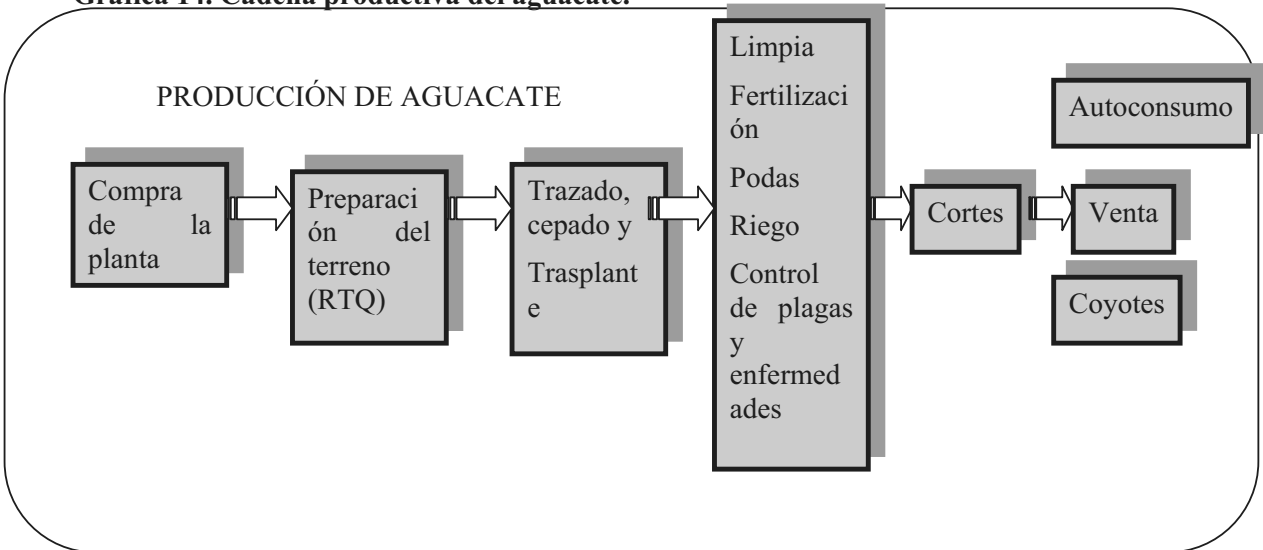 Gráfica 14. Cadena productiva del aguacate.
PRODUCCIÓN DE AGUACATE
Compra
de la
planta
Preparaci
ón del
terreno
(RTQ)
Trazado,
cepado y
Trasplant
e
Limpia
Fertilizaci
ón
Podas
Riego
Control
de plagas
y
enfermed
ades
Cortes
Autoconsumo
Venta
Coyotes